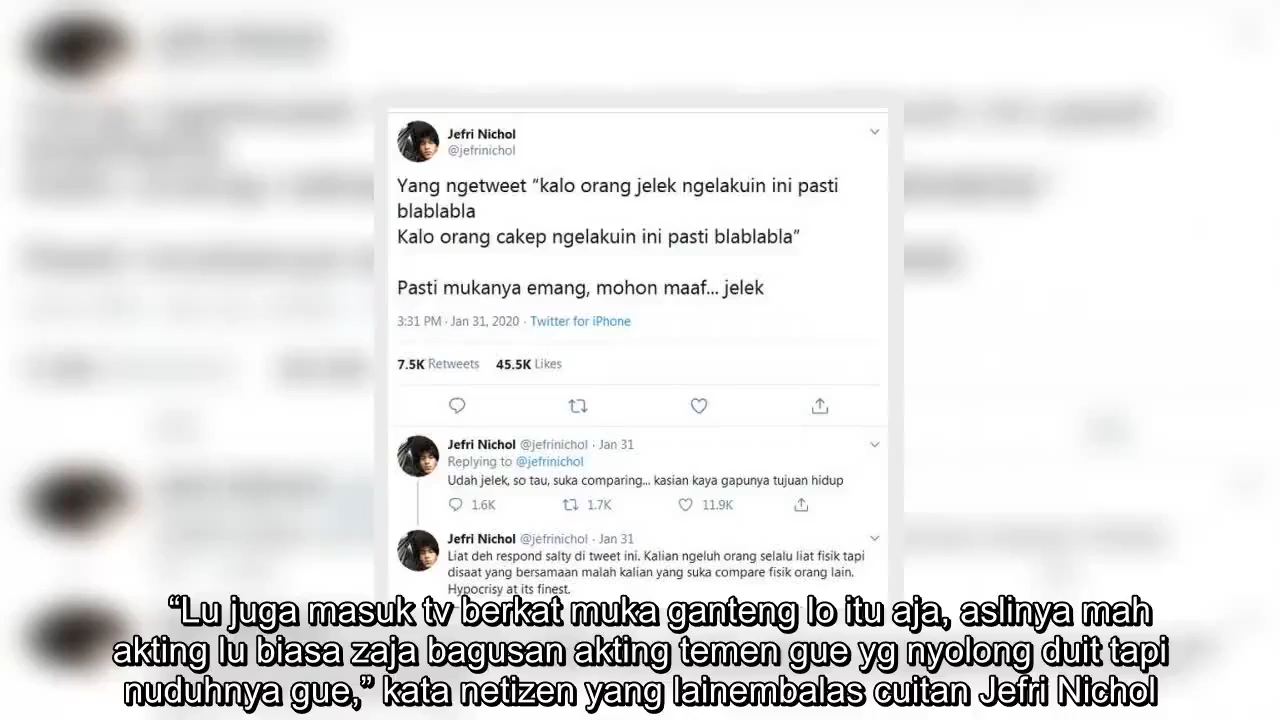 Jefri Nichol
@jefrinichol
Yang ngetweet “kalo orang jelek ngelakuin ini pasti
blablabla
Kalo orang cakep ngelakuin ini pasti blablabla”
Pasti mukanya emang, mohon maaf... jelek
3:31 PM · Jan 31, 2020 · Twitter for iPhone
7.5K Retweets 45.5K Likes
Jefri Nichol @jefrinichol · Jan 31
Replying to @jefrinichol
Udah jelek, so tau, suka comparing... kasian kaya gapunya tujuan hidup
1.6K 1.7K 11.9K
Jefri Nichol @jefrinichol · Jan 31
Liat deh respond salty di tweet ini. Kalian ngeluh orang selalu liat fisik tapi
disaat yang bersamaan malah kalian yang suka compare fisik orang lain.
Hypocrisy at its finest.
“Lu juga masuk tv berkat muka ganteng lo itu aja, aslinya mah
akting lu biasa zaja bagusan akting temen gue yg nyolong duit tapi
nuduhnya gue,” kata netizen yang lainembalas cuitan Jefri Nichol